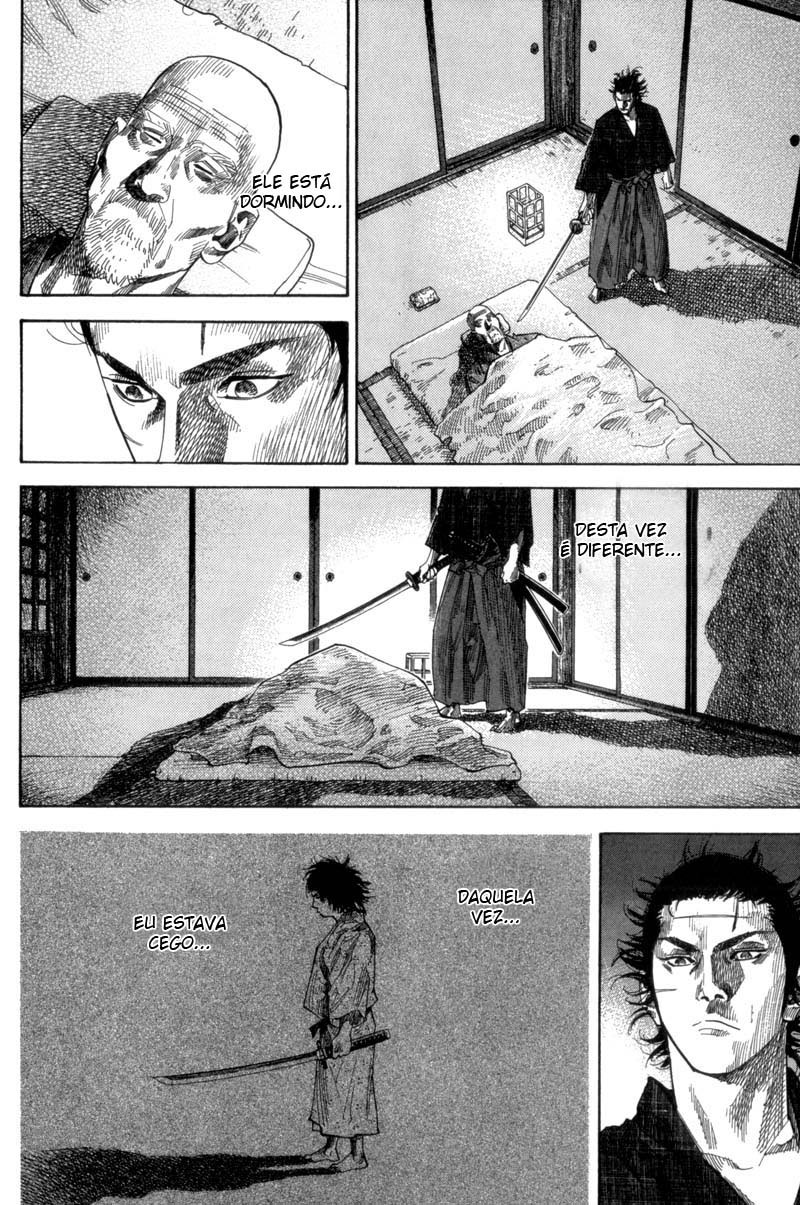 ELE ESTÁ
DORMINDO...
DESTA VEZ
É DIFERENTE...
DAQUELA
VEZ...
EU ESTAVA
CEGO...